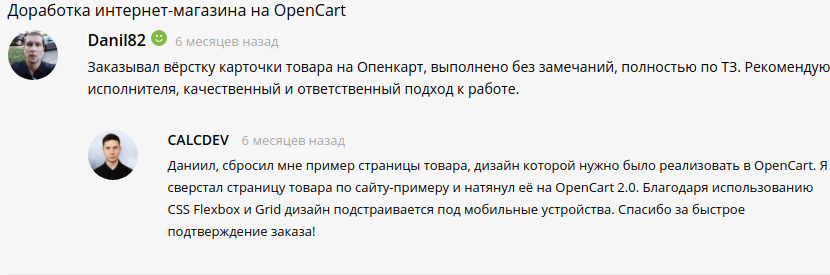 Доработка интернет-магазина на OpenCart
Danil82 6 месяцев назад
Заказывал вёрстку карточки товара на Опенкарт, выполнено без замечаний, полностью по ТЗ. Рекомендую
исполнителя, качественный и ответственный подход к работе.
CALCDEV 6 месяцев назад
Даниил, сбросил мне пример страницы товара, дизайн которой нужно было реализовать в OpenCart. Я
сверстал страницу товара по сайту-примеру и натянул её на OpenCart 2.0. Благодаря использованию
CSS Flexbox и Grid дизайн подстраивается под мобильные устройства. Спасибо за быстрое
подтверждение заказа!